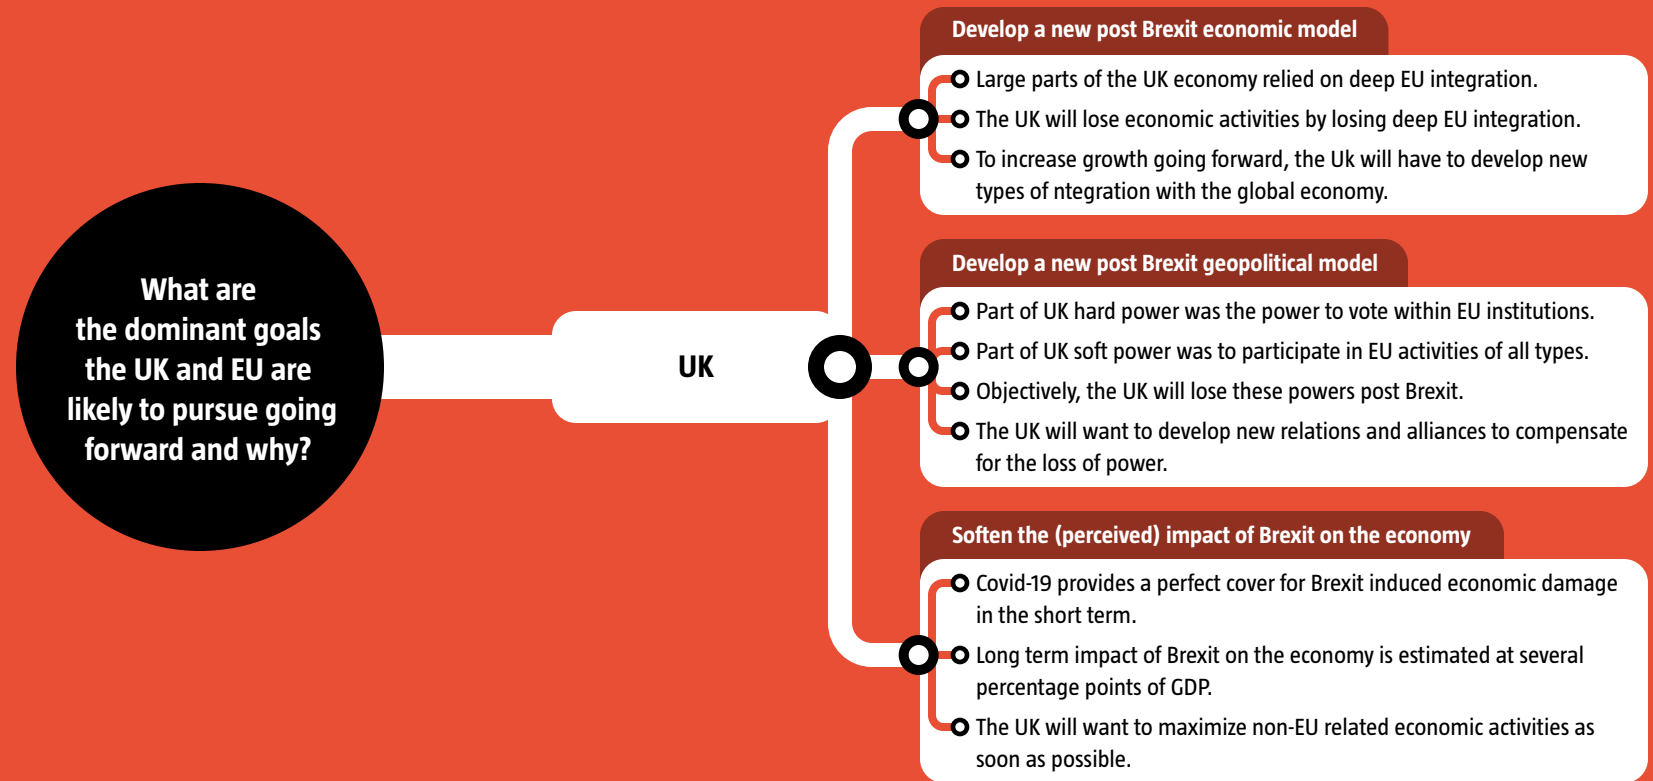 What are
the dominant goals
the UK and EU are
likely to pursue going
forward and why?
UK
Develop a new post Brexit economic model
Large parts of the UK economy relied on deep EU integration.
The UK will lose economic activities by losing deep EU integration.
To increase growth going forward, the Uk will have to develop new
types of ntegration with the global economy.
Develop a new post Brexit geopolitical model
Part of UK hard power was the power to vote within EU institutions.
Part of UK soft power was to participate in EU activities of all types.
Objectively, the UK will lose these powers post Brexit.
The UK will want to develop new relations and alliances to compensate
for the loss of power.
Soften the (perceived) impact of Brexit on the economy
Covid-19 provides a perfect cover for Brexit induced economic damage
in the short term.
Long term impact of Brexit on the economy is estimated at several
percentage points of GDP.
The UK will want to maximize non-EU related economic activities as
soon as possible.